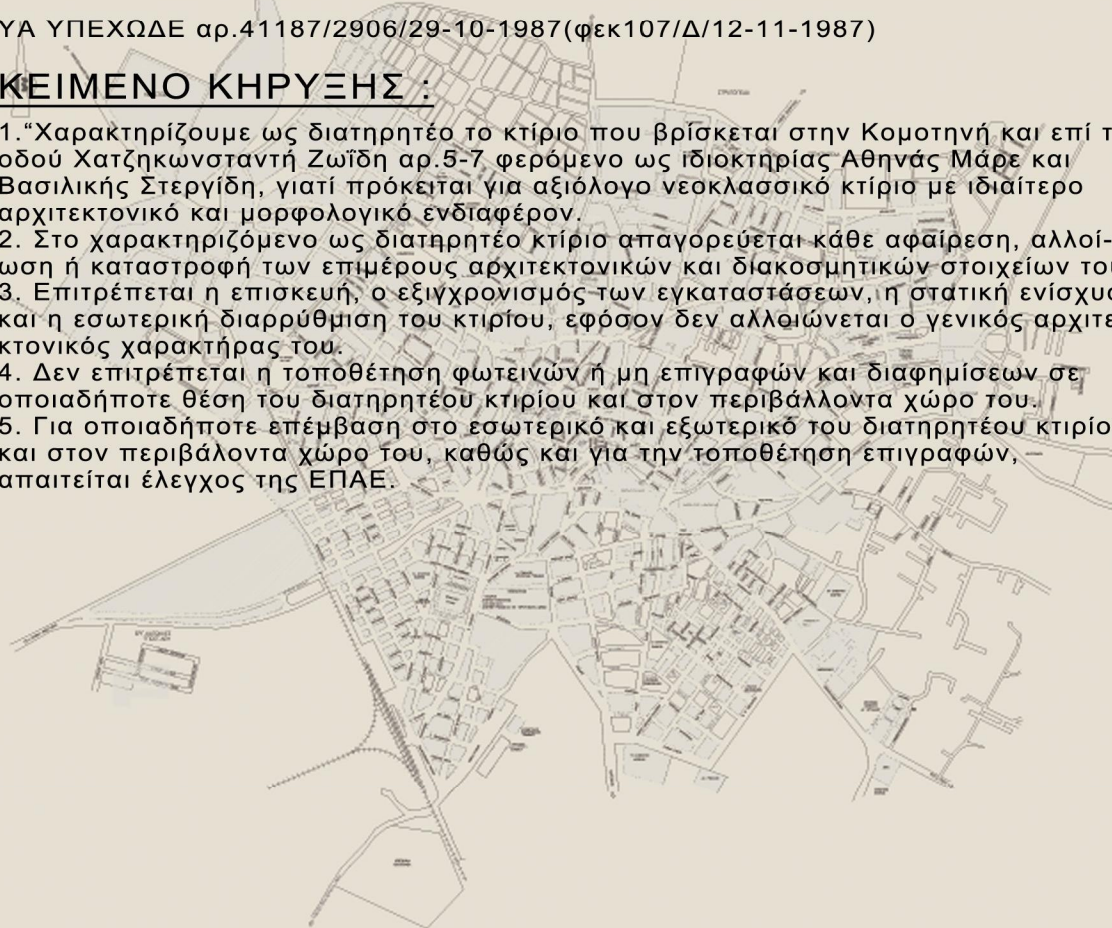 ΥΑ ΥΠΕΧΩΔΕ αρ.41187/2906/29-10-1987(φεκ107/Δ/12-11-1987)
ΚΕΙΜΕΝΟ ΚΗΡΥΞΗΣ :
1.“Χαρακτηρίζουμε ως διατηρητέο το κτίριο που βρίσκεται στην Κομοτηνή και επί τ
οδού Χατζηκωνσταντή Ζωΐδη αρ.5-7 φερόμενο ως ιδιοκτηρίας Αθηνάς Μάρε και
Βασιλικής Στεργίδη, γιατί πρόκειται για αξιόλογο νεοκλασσικό κτίριο με ιδιαίτερο
αρχιτεκτονικό και μορφολογικό ενδιαφέρον.
2. Στο χαρακτηριζόμενο ως διατηρητέο κτίριο απαγορεύεται κάθε αφαίρεση, αλλοί-
ωση ή καταστροφή των επιμέρους αρχιτεκτονικών και διακοσμητικών στοιχείων του
3. Επιτρέπεται η επισκευή, ο εξιγχρονισμός των εγκαταστάσεων, η στατική ενίσχυσ
και η εσωτερική διαρρύθμιση του κτιρίου, εφόσον δεν αλλοιώνεται ο γενικός αρχιτε
κτονικός χαρακτήρας του.
4. Δεν επιτρέπεται η τοποθέτηση φωτεινών ή μη επιγραφών και διαφημίσεων σε
οποιαδήποτε θέση του διατηρητέου κτιρίου και στον περιβάλλοντα χώρο του.
5. Για οποιαδήποτε επέμβαση στο εσωτερικό και εξωτερικό του διατηρητέου κτιρίο
και στον περιβάλοντα χώρο του, καθώς και για την τοποθέτηση επιγραφών,
απαιτείται έλεγχος της ΕΠΑΕ.